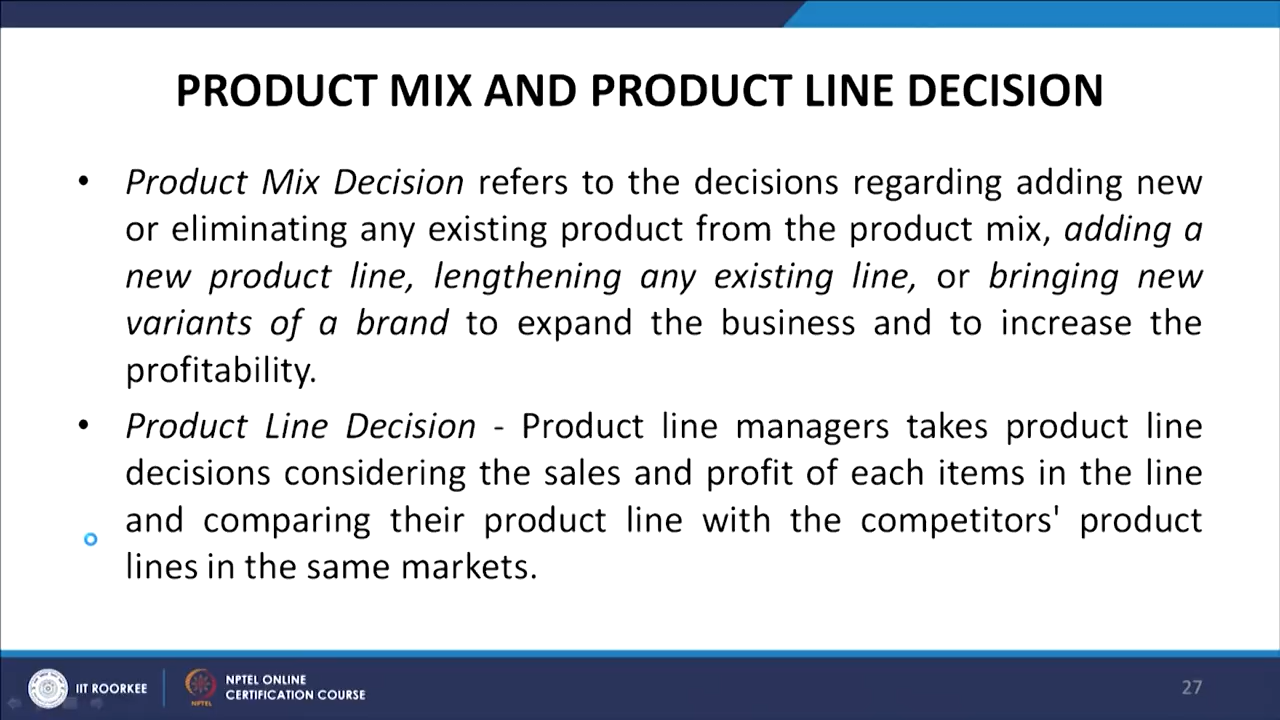 PRODUCT MIX AND PRODUCT LINE DECISION
• Product Mix Decision refers to the decisions regarding adding new
or eliminating any existing product from the product mix, adding a
new product line, lengthening any existing line, or bringing new
variants of a brand to expand the business and to increase the
profitability.
• Product Line Decision - Product line managers takes product line
decisions considering the sales and profit of each items in the line
and comparing their product line with the competitors' product
lines in the same markets.
IIT ROORKEE
NPTEL
NPTEL ONLINE
CERTIFICATION COURSE
27